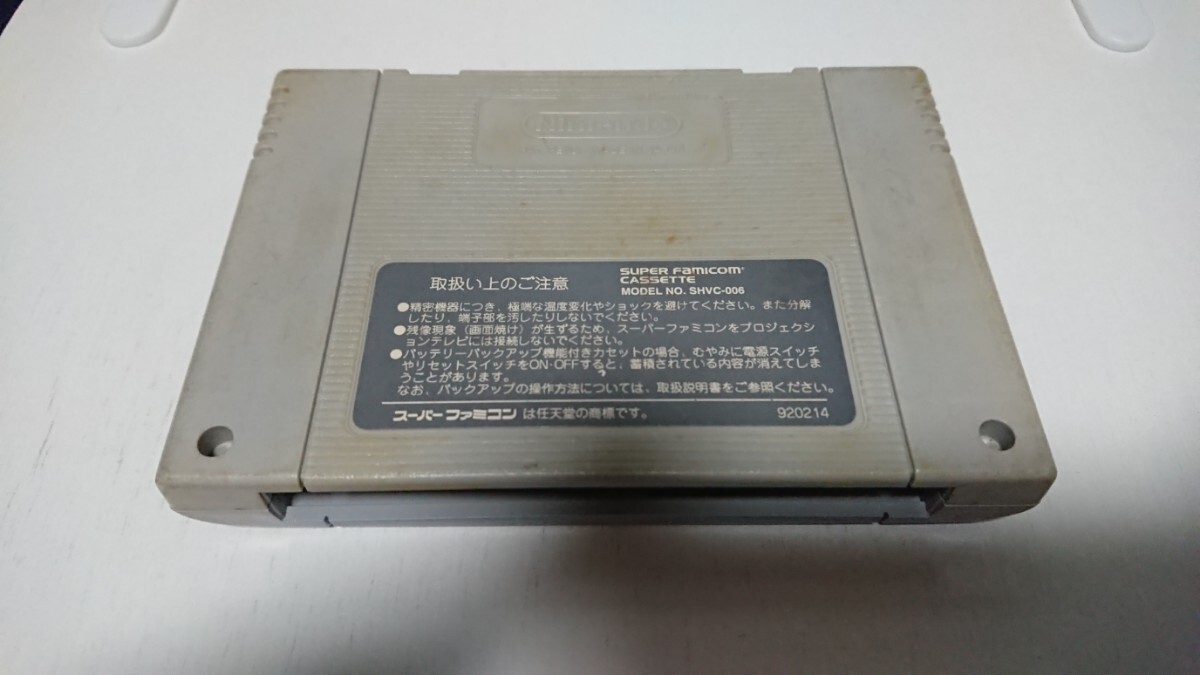 Nintendo
取扱い上のご注意
SUPER Famicom
CASSETTE
MODEL NO. SHVC-006
●精密機器につき、極端な温度変化やショックを避けてください。また分解
したり、端子部を汚したりしないでください。
●残像現象（画面焼け）が生ずるため、スーパーファミコンをプロジェクシ
ョンテレビには接続しないでください。
●バッテリーバックアップ機能付きカセットの場合、むやみに電源スイッチ
やリセットスイッチをON·OFFすると、蓄積されている内容が消えてしま
うことがあります。
なお、バックアップの操作方法については、取扱説明書をご参照ください。
スーパーファミコン は任天堂の商標です。
920214